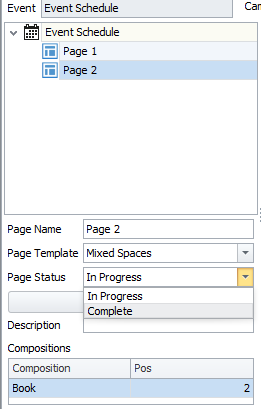 Event Event Schedule Can
Event Schedule
Page 1
Page 2
Page Name Page 2
Page Template Mixed Spaces
Page Status In Progress
In Progress
Complete
Description
Compositions
Composition Pos
Book 2